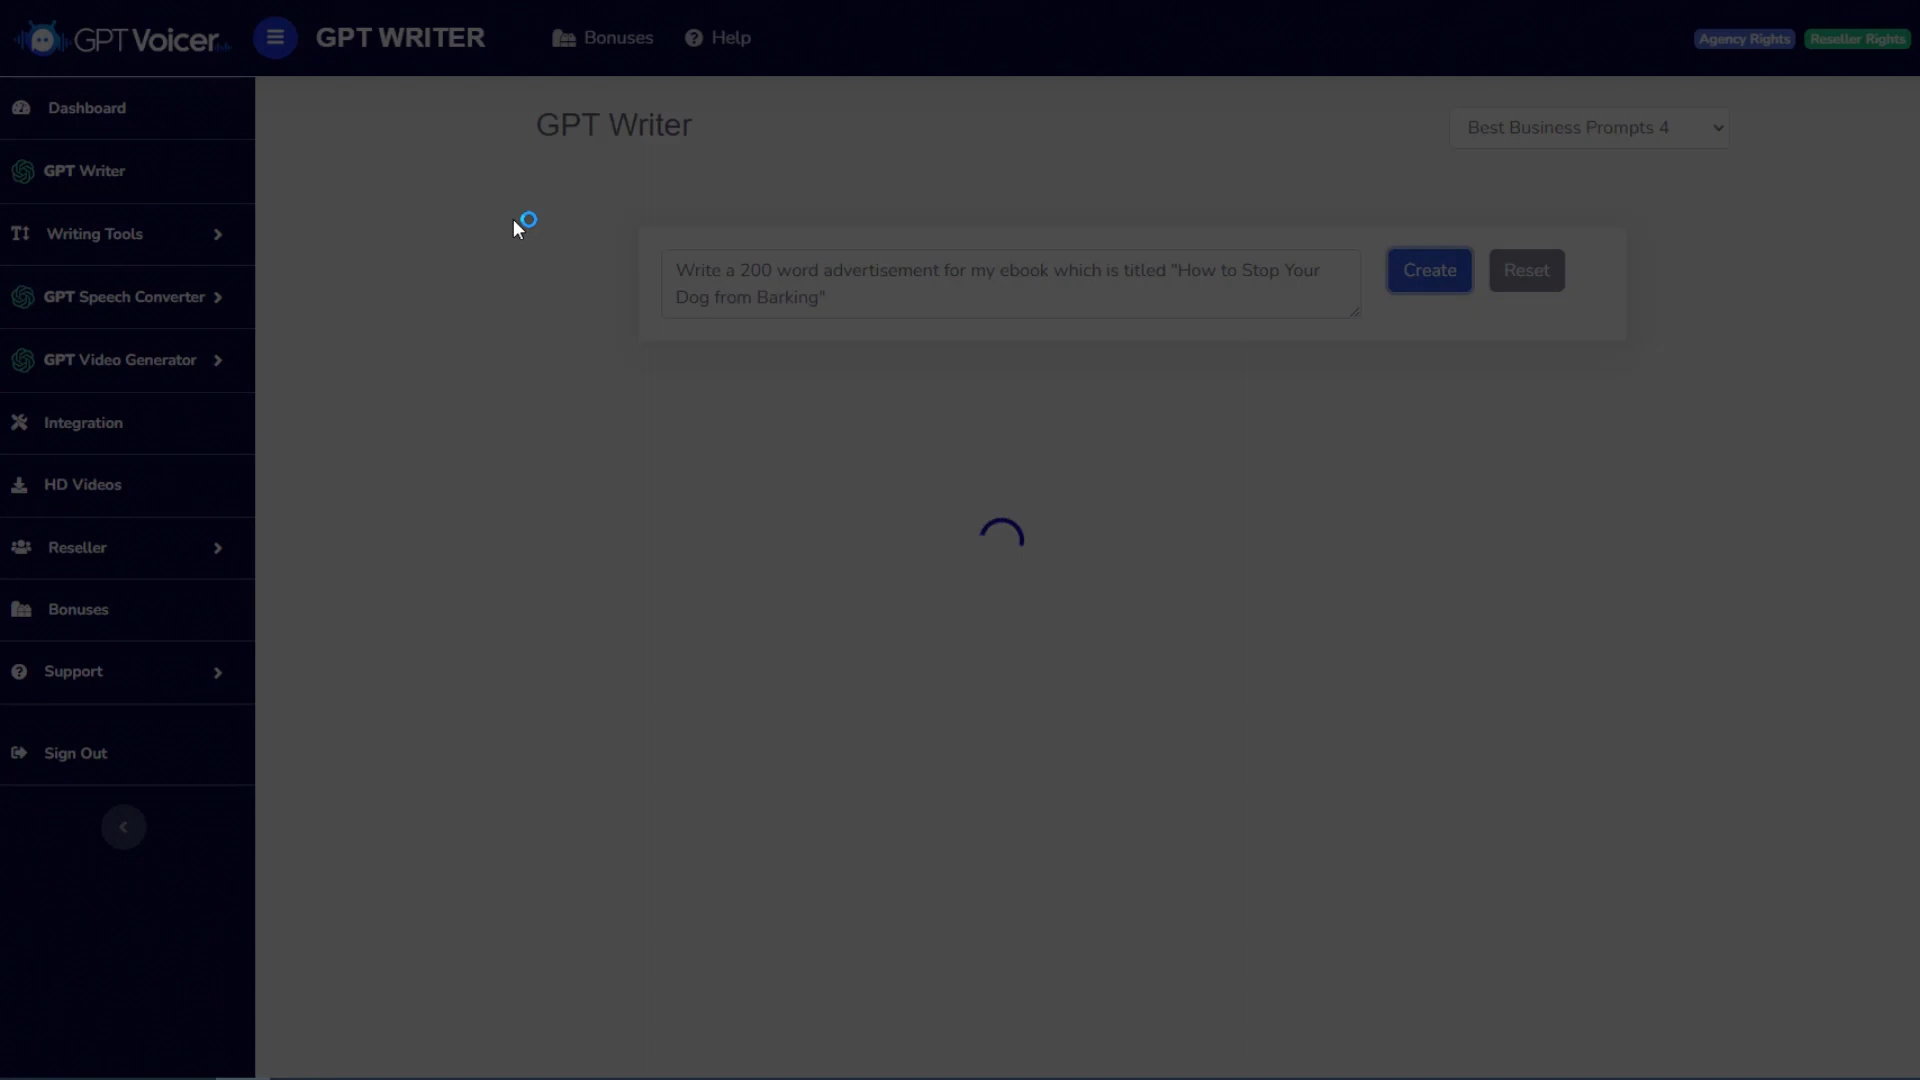 GPT Voicer
GPT WRITER
Bonuses
Help
Agency Rights
Reseller Rights
Dashboard
GPT Writer
Writing Tools
GPT Speech Converter
GPT Video Generator
Integration
HD Videos
Reseller
Bonuses
Support
Sign Out
GPT Writer
Best Business Prompts 4
Write a 200 word advertisement for my ebook which is titled "How to Stop Your
Dog from Barking"
Create
Reset